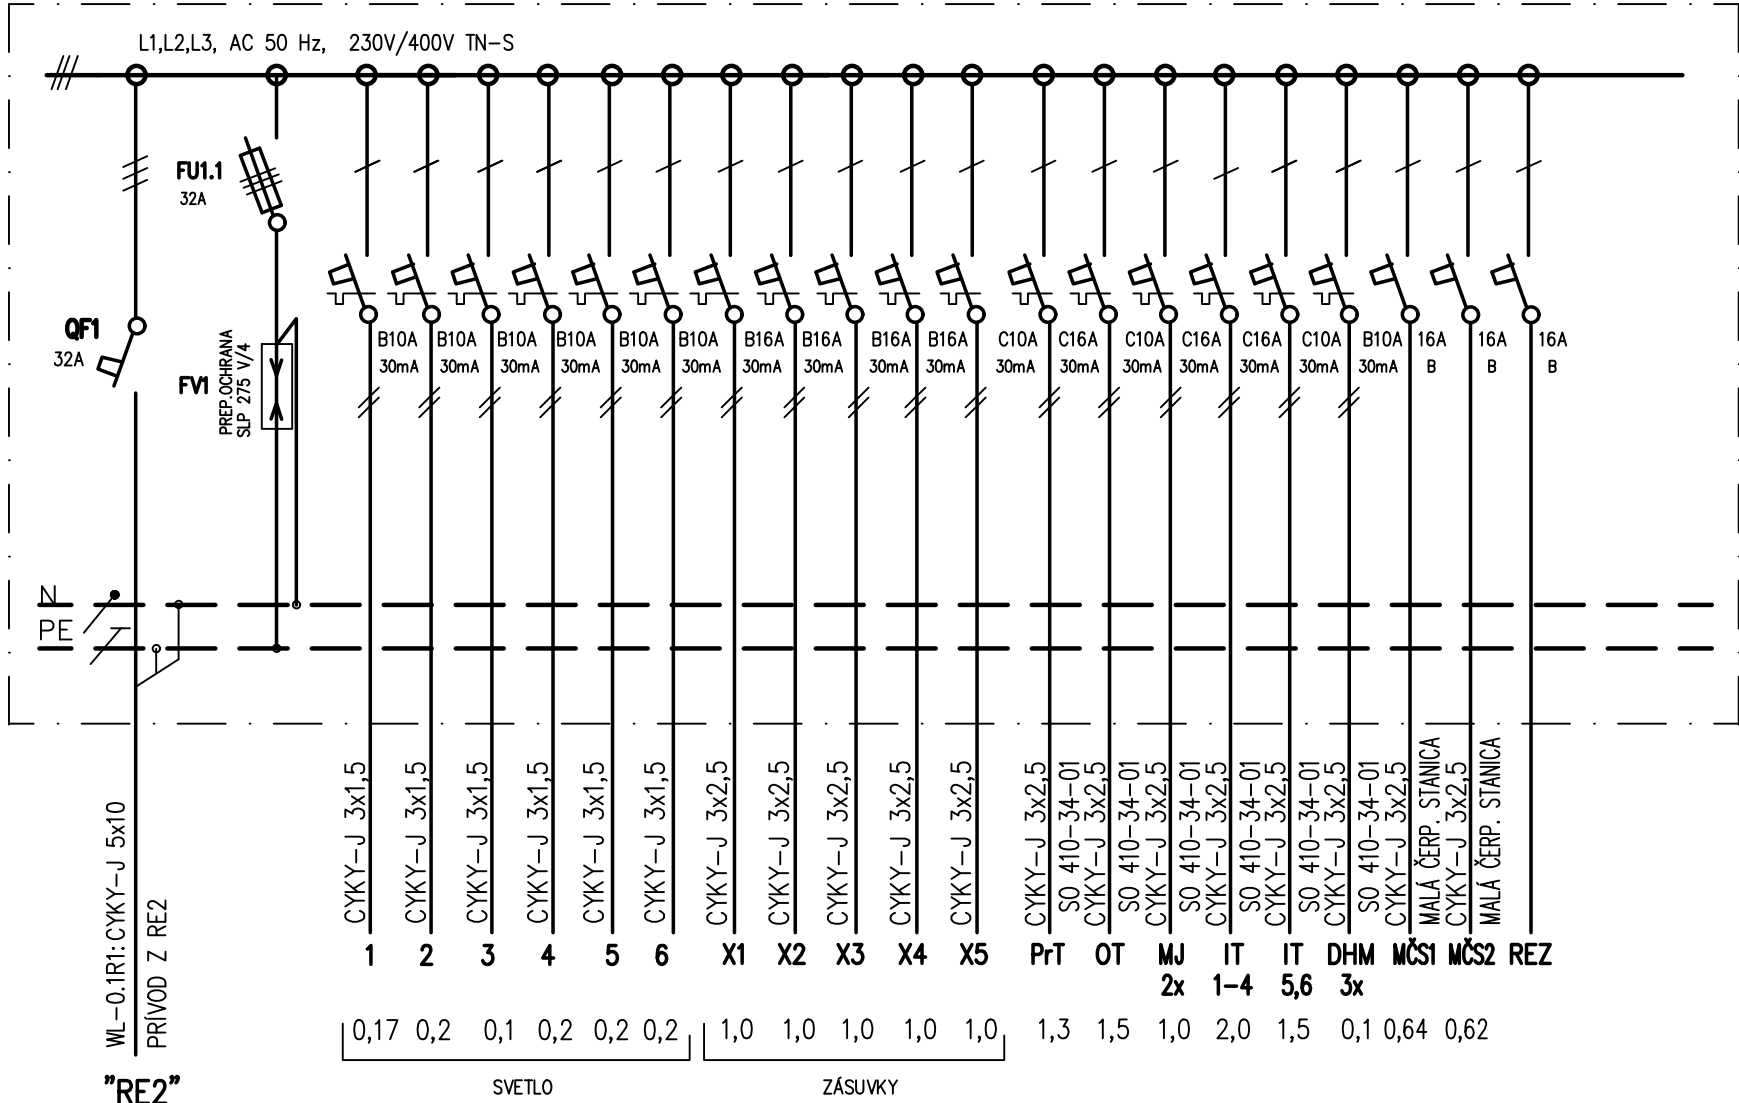 L1,L2,L3, AC 50 Hz, 230V/400V TN-S
FU1.1
32A
QF1
32A
FV1
PREP.OCHRANA
SLP 275 V/4
B10A B10A B10A B10A B10A B10A B16A B16A B16A B16A C10A C16A C10A C16A C16A C10A B10A 16A 16A 16A
30mA 30mA 30mA 30mA 30mA 30mA 30mA 30mA 30mA 30mA 30mA 30mA 30mA 30mA 30mA 30mA 30mA B B B
N
PE
WL-0.1R1:CYKY-J 5x10
PRÍVOD Z RE2
CYKY-J 3x1,5
CYKY-J 3x1,5
CYKY-J 3x1,5
CYKY-J 3x1,5
CYKY-J 3x1,5
CYKY-J 3x1,5
CYKY-J 3x2,5
CYKY-J 3x2,5
CYKY-J 3x2,5
CYKY-J 3x2,5
CYKY-J 3x2,5
CYKY-J 3x2,5
SO 410-34-01
CYKY-J 3x2,5
SO 410-34-01
CYKY-J 3x2,5
SO 410-34-01
CYKY-J 3x2,5
SO 410-34-01
CYKY-J 3x2,5
SO 410-34-01
CYKY-J 3x2,5
SO 410-34-01
CYKY-J 3x2,5
MALÁ ČERP. STANICA
CYKY-J 3x2,5
MALÁ ČERP. STANICA
1 2 3 4 5 6 X1 X2 X3 X4 X5 PrT OT MJ IT IT DHM MČS1 MČS2 REZ
2x 1-4 5,6 3x
0,17 0,2 0,1 0,2 0,2 0,2 1,0 1,0 1,0 1,0 1,0 1,3 1,5 1,0 2,0 1,5 0,1 0,64 0,62
SVETLO ZÁSUVKY
"RE2"